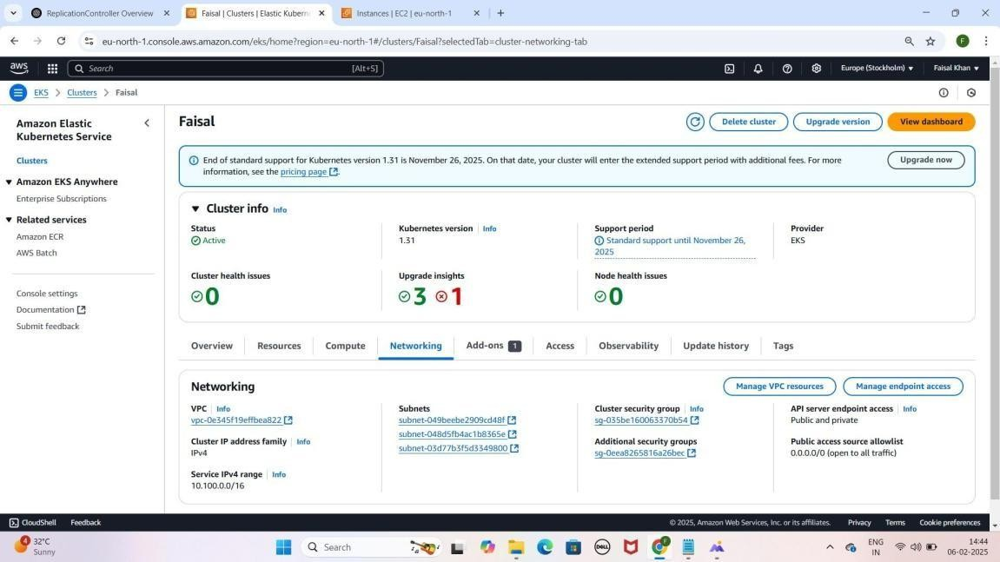 ReplicationController Overview
Faisal | Clusters | Elastic Kubern
Instances | EC2 | eu-north-1
eu-north-1.console.aws.amazon.com/eks/home?region=eu-north-1#/clusters/Faisal?selectedTab=cluster-networking-tab
F
aws
Search
[Alt+S]
Europe (Stockholm)
Faisal Khan
EKS > Clusters > Faisal
Amazon Elastic
Kubernetes Service
Clusters
Amazon EKS Anywhere
Enterprise Subscriptions
Related services
Amazon ECR
AWS Batch
Console settings
Documentation
Submit feedback
Faisal
Delete cluster
Upgrade version
View dashboard
End of standard support for Kubernetes version 1.31 is November 26, 2025. On that date, your cluster will enter the extended support period with additional fees. For more
information, see the pricing page.
Upgrade now
Cluster info Info
Status
Active
Kubernetes version | Info
1.31
Support period
Standard support until November 26,
2025
Provider
EKS
Cluster health issues
0
Upgrade insights
3 1
Node health issues
0
Overview
Resources
Compute
Networking
Add-ons 1
Access
Observability
Update history
Tags
Networking
Manage VPC resources
Manage endpoint access
VPC | Info
vpc-0e345f19effbea822
Cluster IP address family | Info
IPv4
Service IPv4 range | Info
10.100.0.0/16
Subnets
subnet-049beebe2909cd48f
subnet-048d5fb4ac1b8365e
subnet-03d77b3f5d3349800
Cluster security group | Info
sg-035be160063370b54
Additional security groups
sg-0eea8265816a26bec
API server endpoint access | Info
Public and private
Public access source allowlist
0.0.0.0/0 (open to all traffic)
CloudShell
Feedback
© 2025, Amazon Web Services, Inc. or its affiliates.
Privacy
Terms
Cookie preferences
4
32°C
Sunny
Search
DELL
F
ENG
IN
14:44
06-02-2025